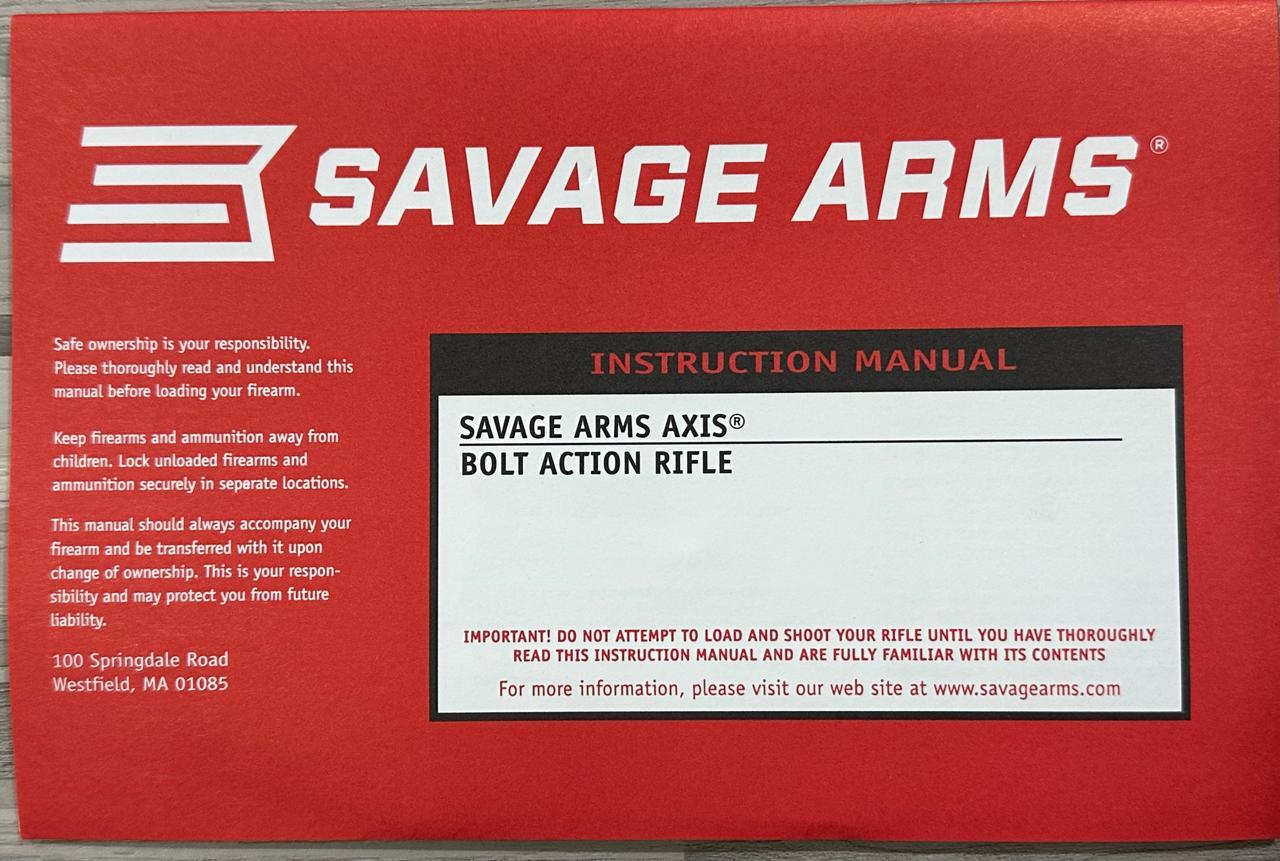 SAVAGE ARMS®
Safe ownership is your responsibility.
Please thoroughly read and understand this
manual before loading your firearm.
Keep firearms and ammunition away from
children. Lock unloaded firearms and
ammunition securely in seperate locations.
This manual should always accompany your
firearm and be transferred with it upon
change of ownership. This is your respon-
sibility and may protect you from future
liability.
100 Springdale Road
Westfield, MA 01085
INSTRUCTION MANUAL
SAVAGE ARMS AXIS®
BOLT ACTION RIFLE
IMPORTANT! DO NOT ATTEMPT TO LOAD AND SHOOT YOUR RIFLE UNTIL YOU HAVE THOROUGHLY
READ THIS INSTRUCTION MANUAL AND ARE FULLY FAMILIAR WITH ITS CONTENTS
For more information, please visit our web site at www.savagearms.com